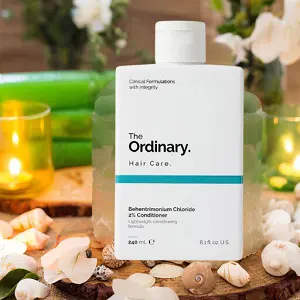 Clinical Formulations
with Integrity
The
Ordinary.
Hair Care.
Behentrimonium Chloride
2% Conditioner
Lightweight conditioning
formula
240 mL ℮ 8.1 fl oz U.S.